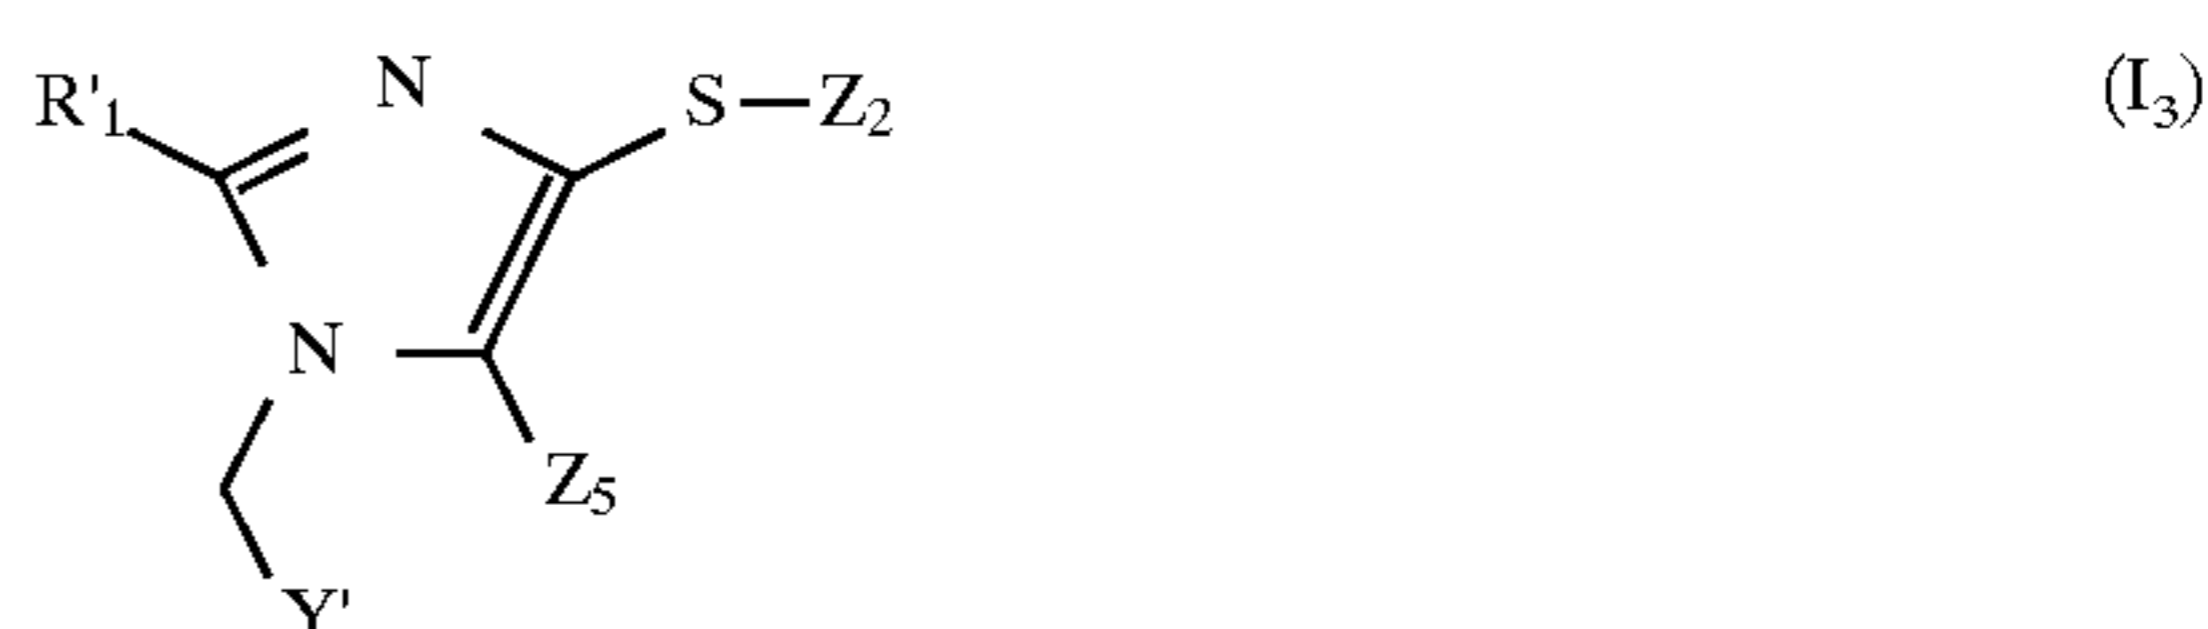 R'₁ N S—Z₂ (I₃)
N
Z₅
Y'